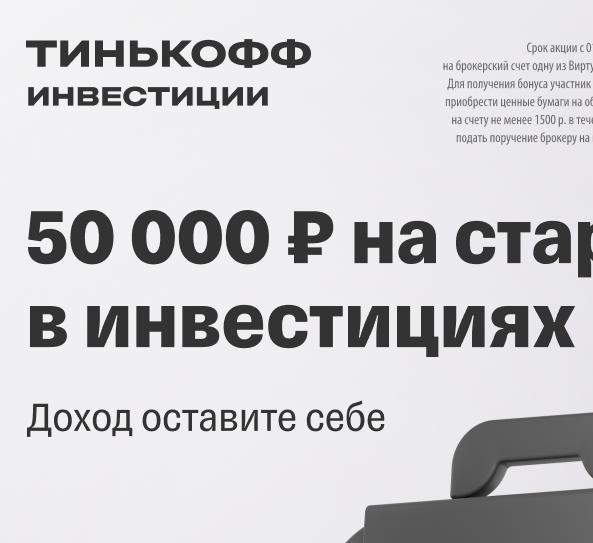 ТИНЬКОФФ
ИНВЕСТИЦИИ
Срок акции с
на брокерский счет одну из
Для получения бонуса участник
приобрести ценные бумаги на
на счету не менее 1500 р. в
подать поручение брокеру на
50 000 ₽ на
в инвестициях
Доход оставите себе